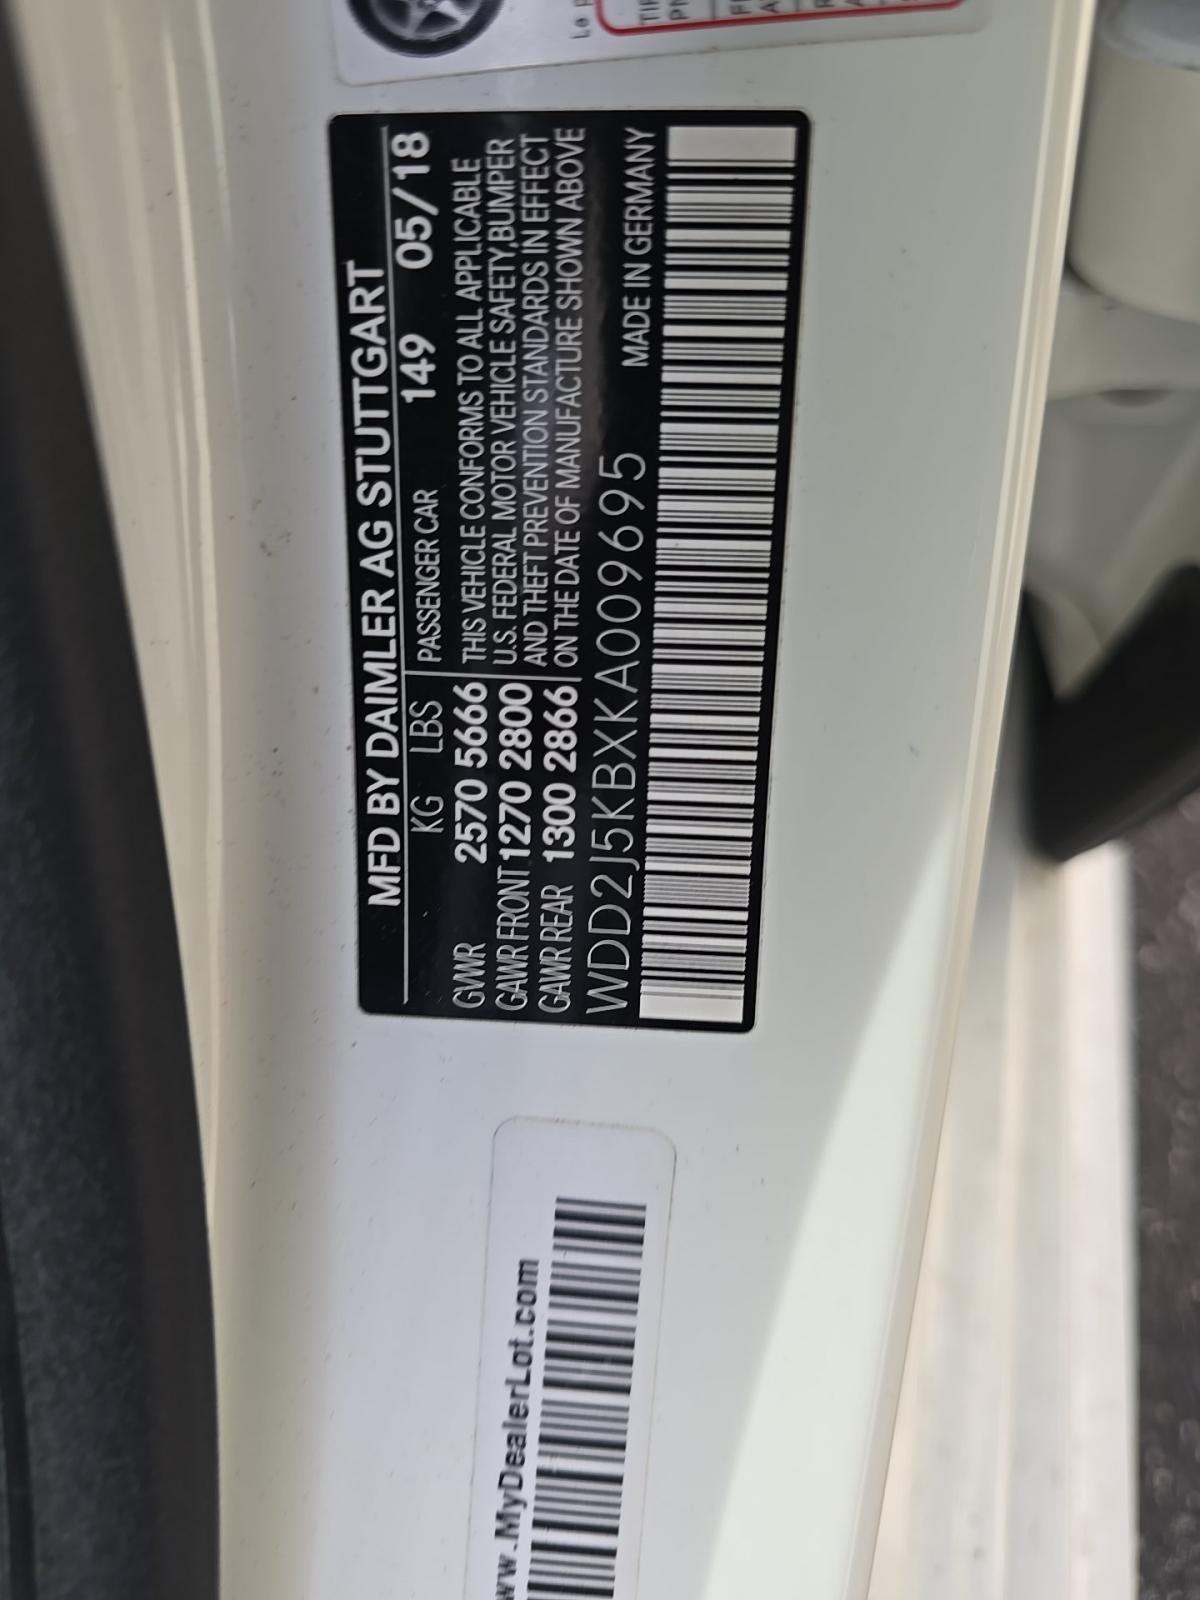 MFD BY DAIMLER AG STUTTGART
KG LBS PASSENGER CAR 149 05/18
GVWR 2570 5666 THIS VEHICLE CONFORMS TO ALL APPLICABLE
GAWR FRONT 1270 2800 U.S. FEDERAL MOTOR VEHICLE SAFETY, BUMPER
GAWR REAR 1300 2866 AND THEFT PREVENTION STANDARDS IN EFFECT
ON THE DATE OF MANUFACTURE SHOWN ABOVE
WDD2J5KBXKA009695 MADE IN GERMANY
ww.MyDealerLot.com